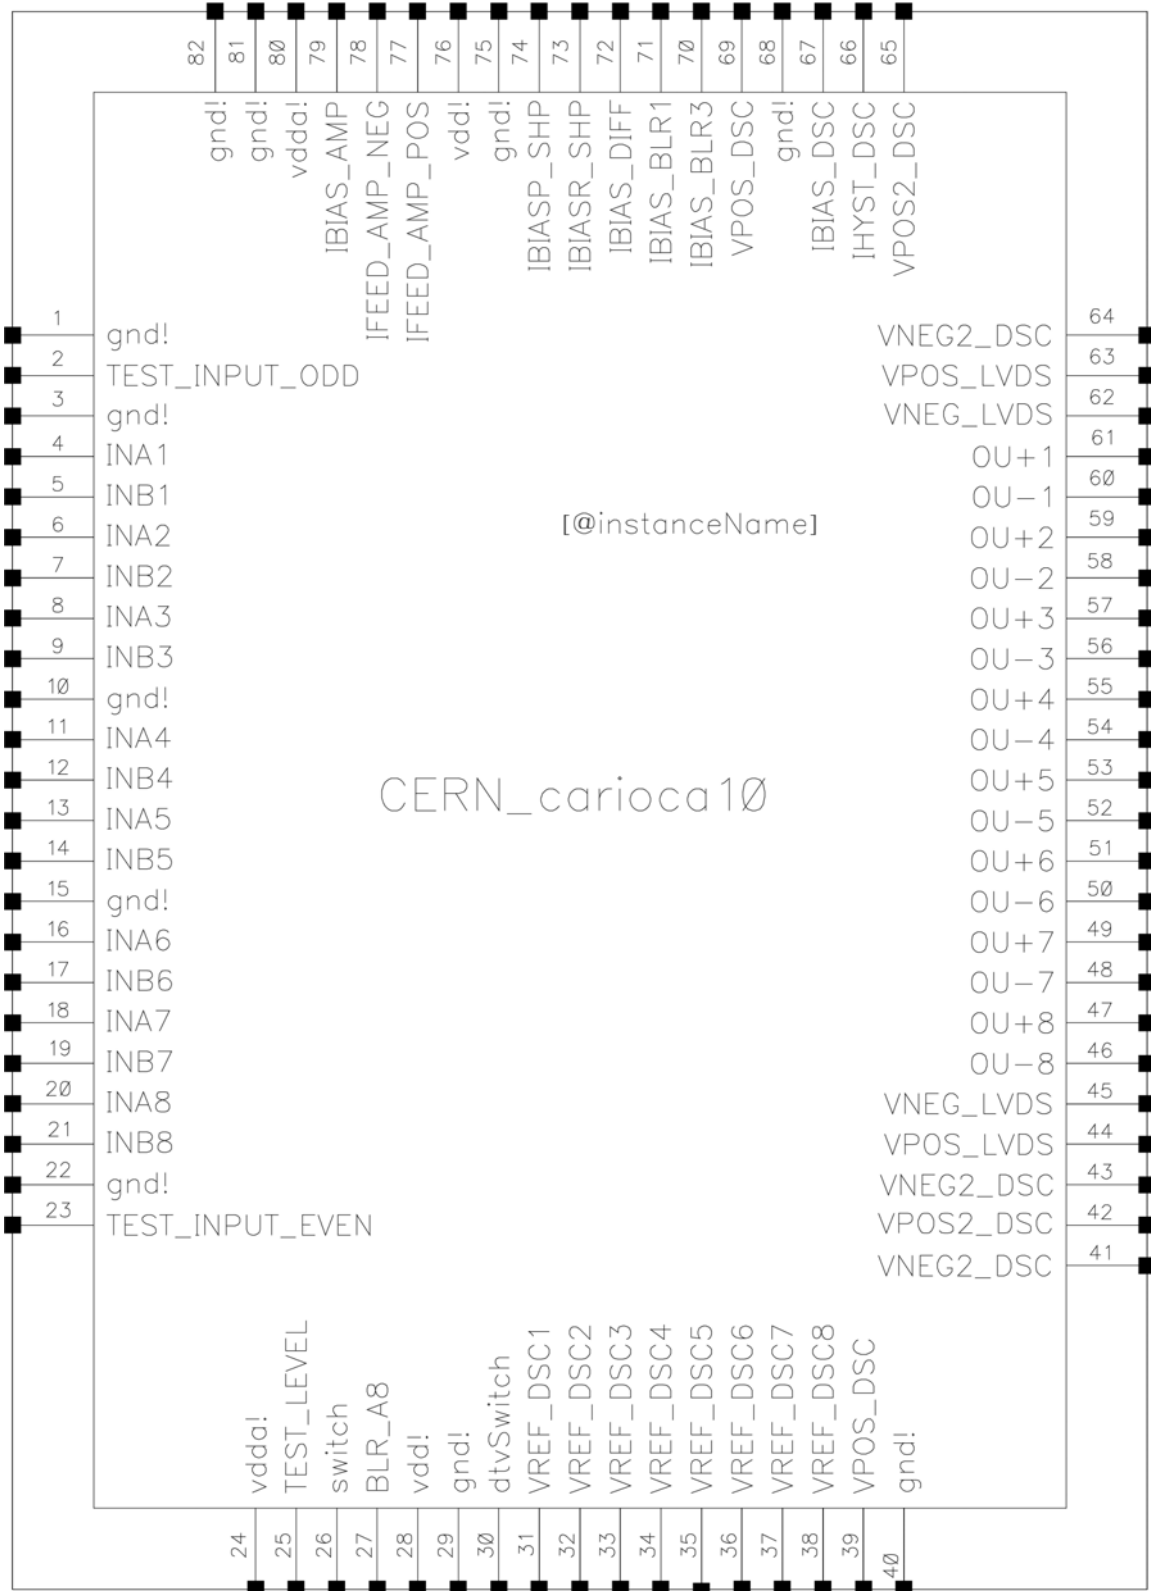 82 81 80 79 78 77 76 75 74 73 72 71 70 69 68 67 66 65
gnd! gnd! vdda! IBIAS_AMP IFEED_AMP_NEG IFEED_AMP_POS vdd! gnd! IBIASP_SHP IBIASR_SHP IBIAS_DIFF IBIAS_BLR1 IBIAS_BLR3 VPOS_DSC gnd! IBIAS_DSC IHYST_DSC VPOS2_DSC
1 gnd! VNEG2_DSC 64
2 TEST_INPUT_ODD VPOS_LVDS 63
3 gnd! VNEG_LVDS 62
4 INA1 OU+1 61
5 INB1 OU-1 60
[@instanceName]
6 INA2 OU+2 59
7 INB2 OU-2 58
8 INA3 OU+3 57
9 INB3 OU-3 56
10 gnd! OU+4 55
11 INA4 OU-4 54
12 INB4 OU+5 53
CERN_carioca10
13 INA5 OU-5 52
14 INB5 OU+6 51
15 gnd! OU-6 50
16 INA6 OU+7 49
17 INB6 OU-7 48
18 INA7 OU+8 47
19 INB7 OU-8 46
20 INA8 VNEG_LVDS 45
21 INB8 VPOS_LVDS 44
22 gnd! VNEG2_DSC 43
23 TEST_INPUT_EVEN VPOS2_DSC 42
VNEG2_DSC 41
vdda! TEST_LEVEL switch BLR_A8 vdd! gnd! dtvSwitch VREF_DSC1 VREF_DSC2 VREF_DSC3 VREF_DSC4 VREF_DSC5 VREF_DSC6 VREF_DSC7 VREF_DSC8 VPOS_DSC gnd!
24 25 26 27 28 29 30 31 32 33 34 35 36 37 38 39 40